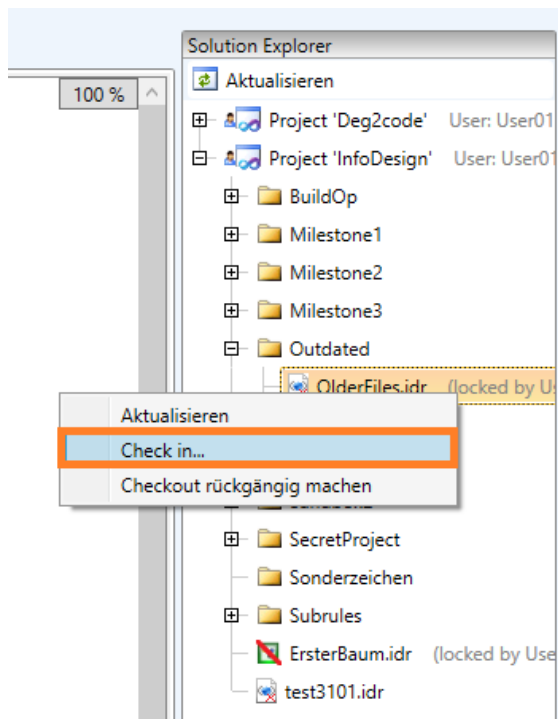 Solution Explorer
Aktualisieren
100 %
Project 'Deg2code' User: User01
Project 'InfoDesign' User: User01
BuildOp
Milestone1
Milestone2
Milestone3
Outdated
OlderFiles.idr (locked by
Aktualisieren
Check in...
Checkout rückgängig machen
SecretProject
Sonderzeichen
Subrules
ErsterBaum.idr (locked by Use
test3101.idr